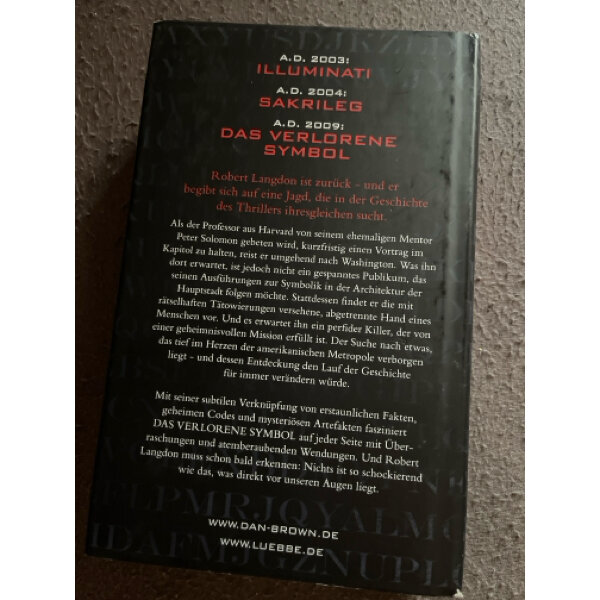 A.D. 2003:
ILLUMINATI
A.D. 2004:
SAKRILEG
A.D. 2009:
DAS VERLORENE
SYMBOL
Robert Langdon ist zurück – und er
begibt sich auf eine Jagd, die in der Geschichte
des Thrillers ihresgleichen sucht.
Als der Professor aus Harvard von seinem ehemaligen Mentor
Peter Solomon gebeten wird, kurzfristig einen Vortrag im
Kapitol zu halten, reist er umgehend nach Washington. Was ihn
dort erwartet, ist jedoch nicht ein gespanntes Publikum, das
seinen Ausführungen zur Symbolik in der Architektur der
Hauptstadt folgen möchte. Stattdessen findet er die mit
rätselhaften Tätowierungen versehene, abgetrennte Hand eines
Menschen vor. Und es erwartet ihn ein perfider Killer, der von
einer geheimnisvollen Mission erfüllt ist. Der Suche nach etwas,
das tief im Herzen der amerikanischen Metropole verborgen
liegt – und dessen Entdeckung den Lauf der Geschichte
für immer verändern würde.
Mit seiner subtilen Verknüpfung von erstaunlichen Fakten,
geheimen Codes und mysteriösen Artefakten fasziniert
DAS VERLORENE SYMBOL auf jeder Seite mit Über-
raschungen und atemberaubenden Wendungen. Und Robert
Langdon muss schon bald erkennen: Nichts ist so schockierend
wie das, was direkt vor unseren Augen liegt.
WWW.DAN-BROWN.DE
WWW.LUEBBE.DE